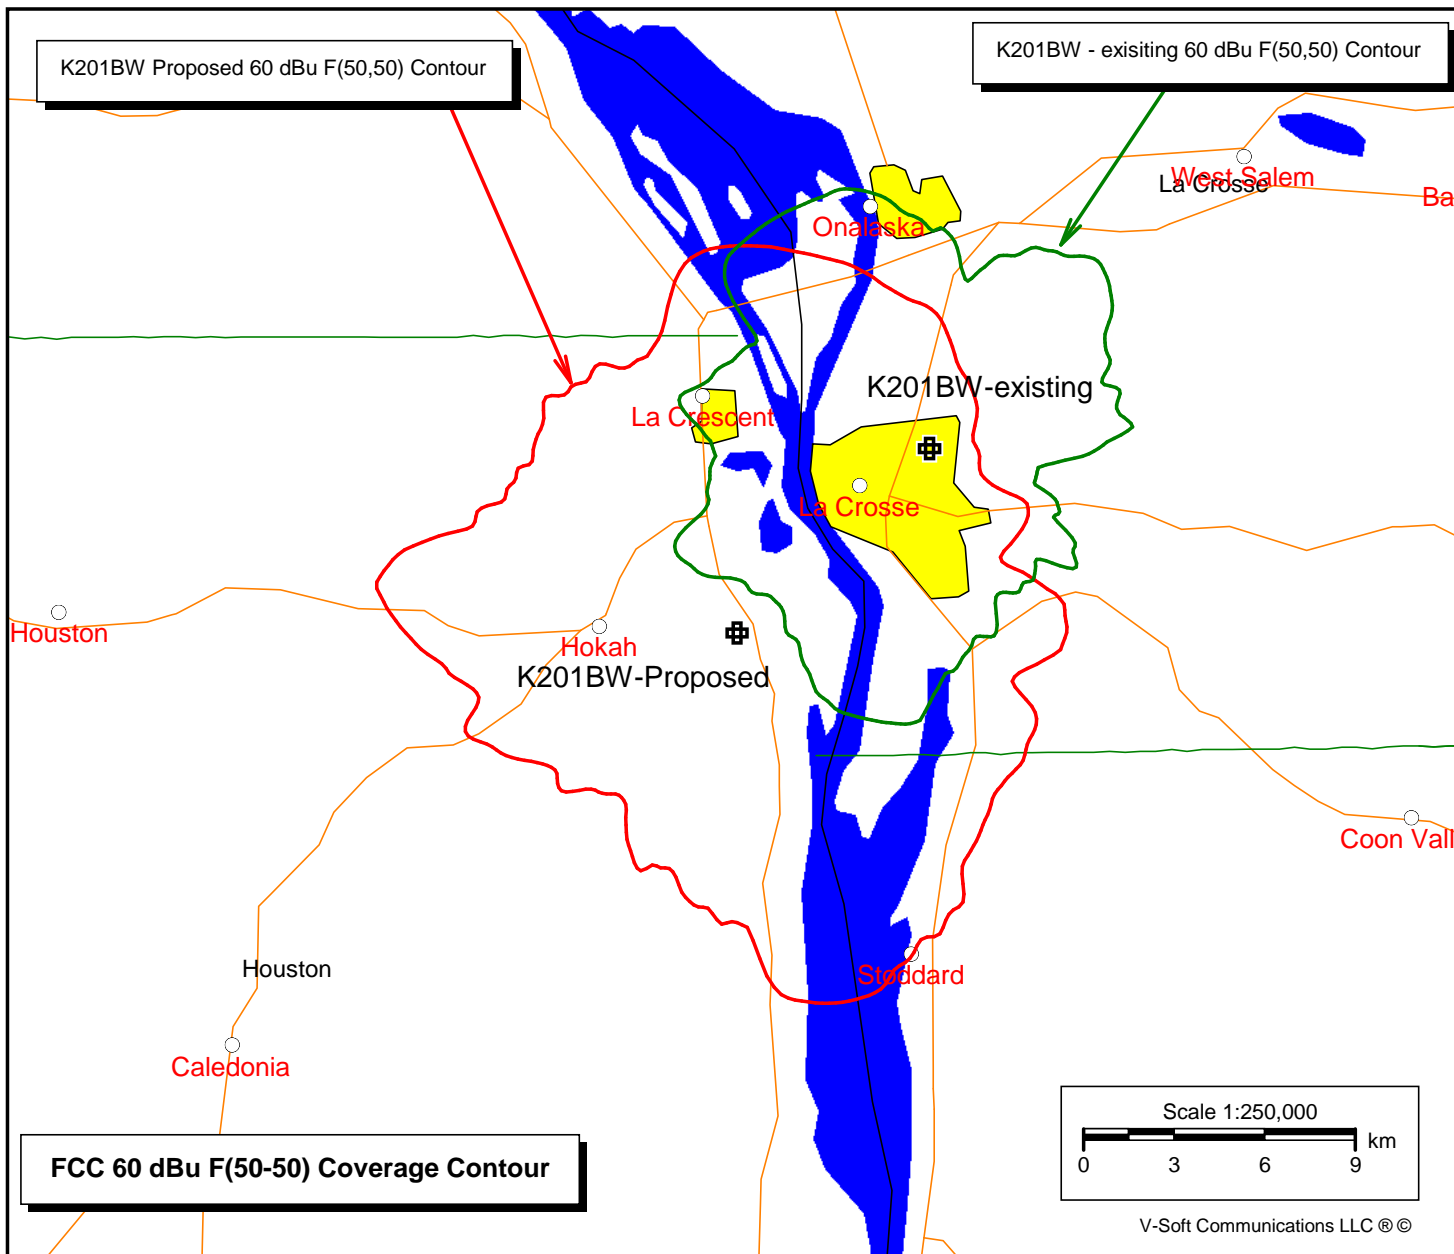 K201BW Proposed 60 dBu F(50,50) Contour
K201BW - exisiting 60 dBu F(50,50) Contour
West Salem
La Crosse
Ba
Onalaska
K201BW-existing
La Crescent
La Crosse
Houston
Hokah
K201BW-Proposed
Coon Vall
Houston
Stoddard
Caledonia
Scale 1:250,000
km
0 3 6 9
FCC 60 dBu F(50-50) Coverage Contour
V-Soft Communications LLC ® ©